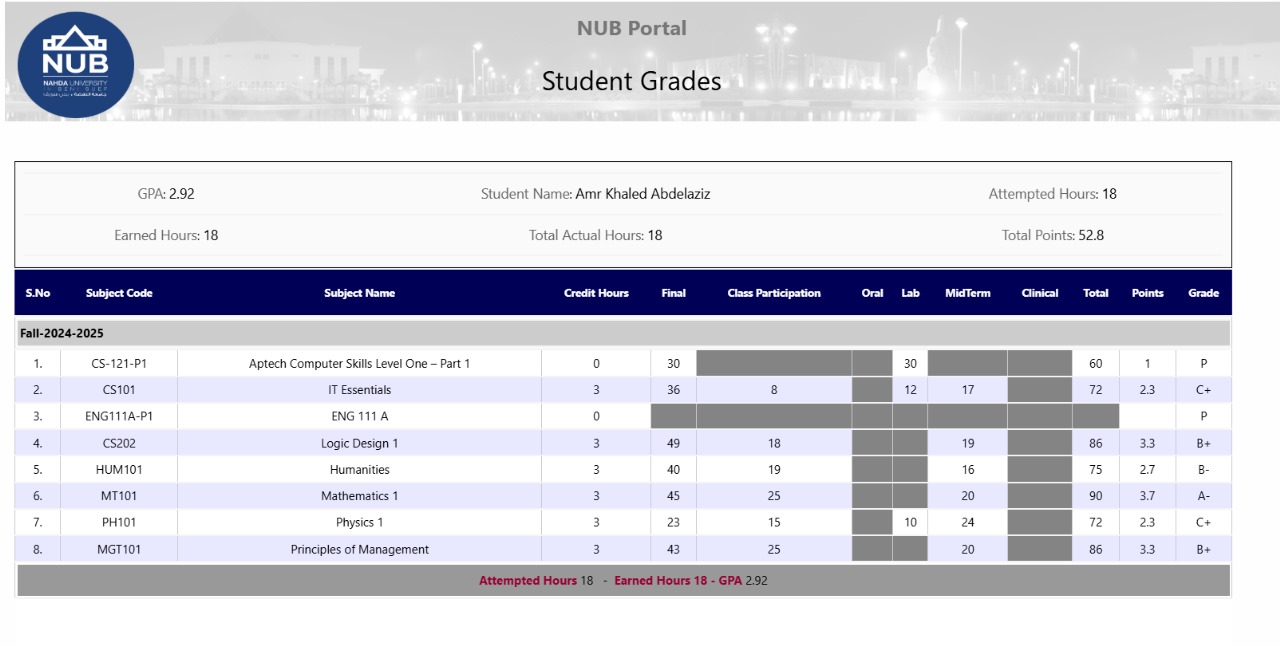 NUB
NAHDA UNIVERSITY
IN BENI SUEF
NUB Portal
Student Grades
GPA: 2.92 Student Name: Amr Khaled Abdelaziz Attempted Hours: 18
Earned Hours: 18 Total Actual Hours: 18 Total Points: 52.8
S.No Subject Code Subject Name Credit Hours Final Class Participation Oral Lab MidTerm Clinical Total Points Grade
Fall-2024-2025
1. CS-121-P1 Aptech Computer Skills Level One – Part 1 0 30 30 60 1 P
2. CS101 IT Essentials 3 36 8 12 17 72 2.3 C+
3. ENG111A-P1 ENG 111 A 0 P
4. CS202 Logic Design 1 3 49 18 19 86 3.3 B+
5. HUM101 Humanities 3 40 19 16 75 2.7 B-
6. MT101 Mathematics 1 3 45 25 20 90 3.7 A-
7. PH101 Physics 1 3 23 15 10 24 72 2.3 C+
8. MGT101 Principles of Management 3 43 25 20 86 3.3 B+
Attempted Hours 18 - Earned Hours 18 - GPA 2.92